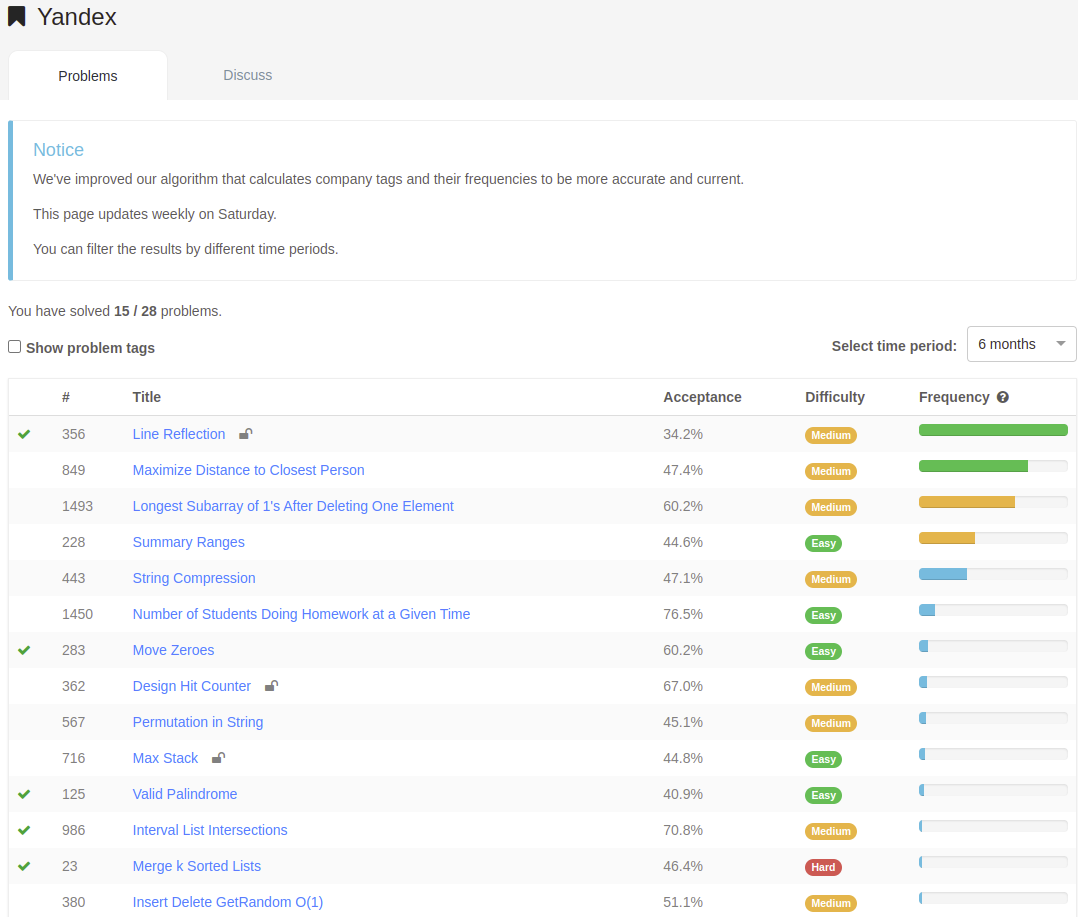 Yandex
Problems Discuss
Notice
We've improved our algorithm that calculates company tags and their frequencies to be more accurate and current.
This page updates weekly on Saturday.
You can filter the results by different time periods.
You have solved 15 / 28 problems.
Show problem tags Select time period: 6 months
# Title Acceptance Difficulty Frequency ?
356 Line Reflection 34.2% Medium
849 Maximize Distance to Closest Person 47.4% Medium
1493 Longest Subarray of 1's After Deleting One Element 60.2% Medium
228 Summary Ranges 44.6% Easy
443 String Compression 47.1% Medium
1450 Number of Students Doing Homework at a Given Time 76.5% Easy
283 Move Zeroes 60.2% Easy
362 Design Hit Counter 67.0% Medium
567 Permutation in String 45.1% Medium
716 Max Stack 44.8% Easy
125 Valid Palindrome 40.9% Easy
986 Interval List Intersections 70.8% Medium
23 Merge k Sorted Lists 46.4% Hard
380 Insert Delete GetRandom O(1) 51.1% Medium